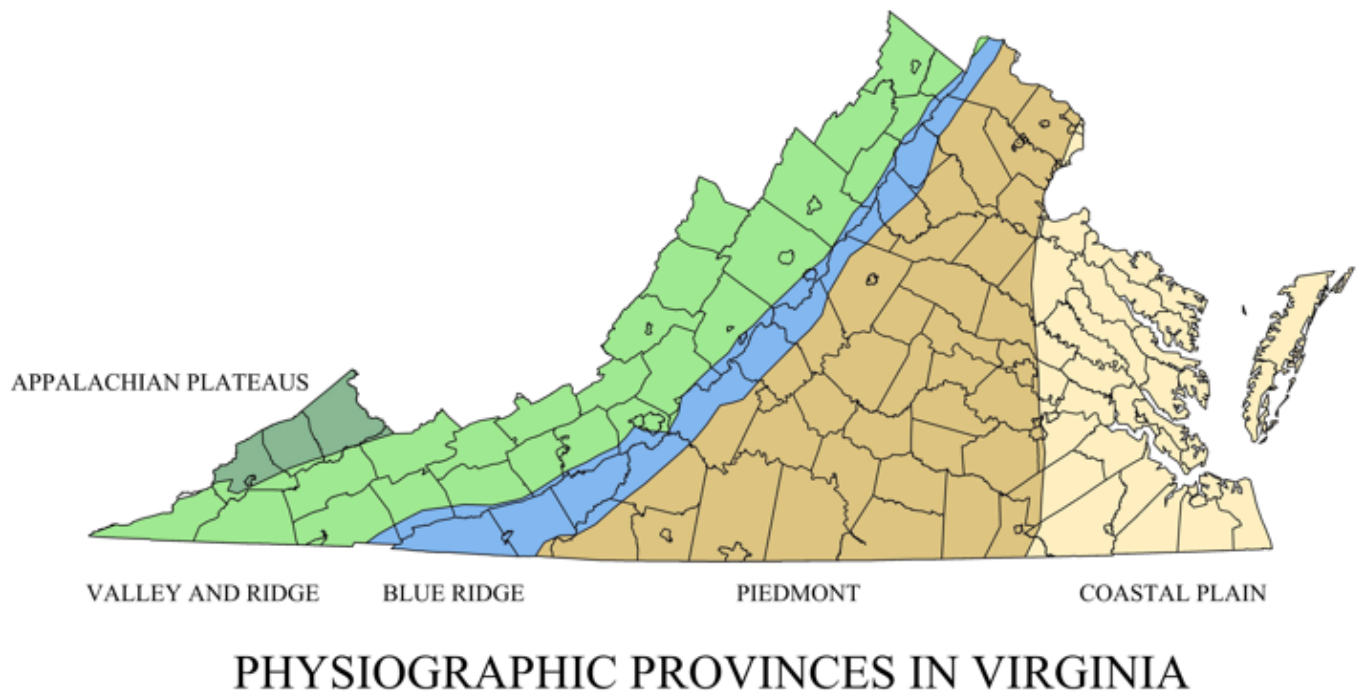 APPALACHIAN PLATEAUS
VALLEY AND RIDGE
BLUE RIDGE
PIEDMONT
COASTAL PLAIN
PHYSIOGRAPHIC PROVINCES IN VIRGINIA